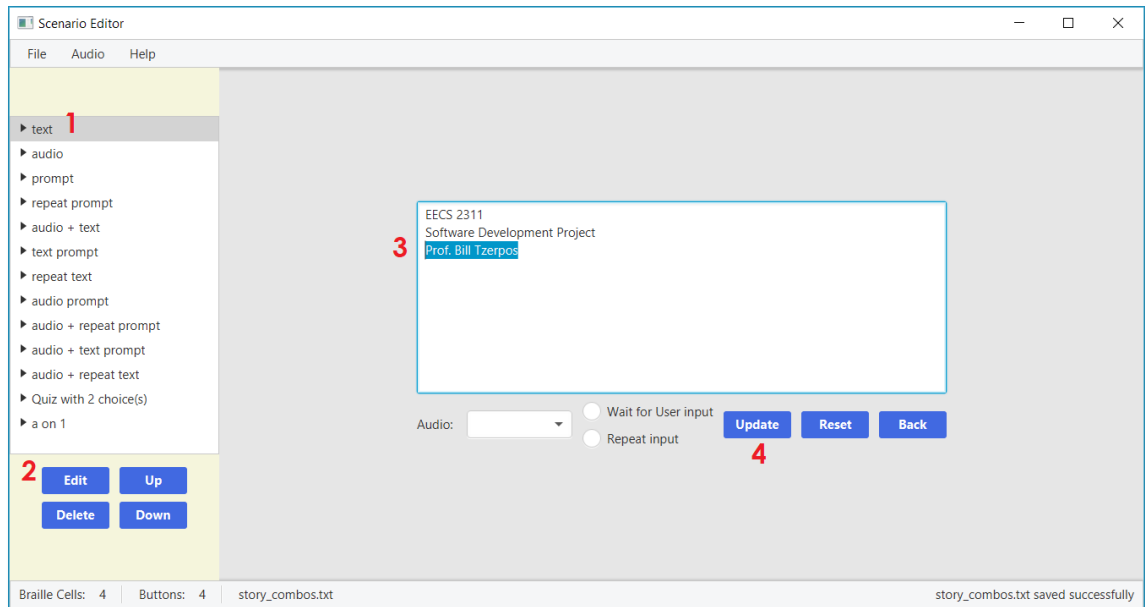 Scenario Editor
File Audio Help
1
text
audio
prompt
repeat prompt
audio + text
text prompt
repeat text
audio prompt
audio + repeat prompt
audio + text prompt
audio + repeat text
Quiz with 2 choice(s)
a on 1
2
Edit Up
Delete Down
3
EECS 2311
Software Development Project
Prof. Bill Tzerpos
Audio:
Wait for User input
Repeat input
Update Reset Back
4
Braille Cells: 4 Buttons: 4 story_combos.txt story_combos.txt saved successfully